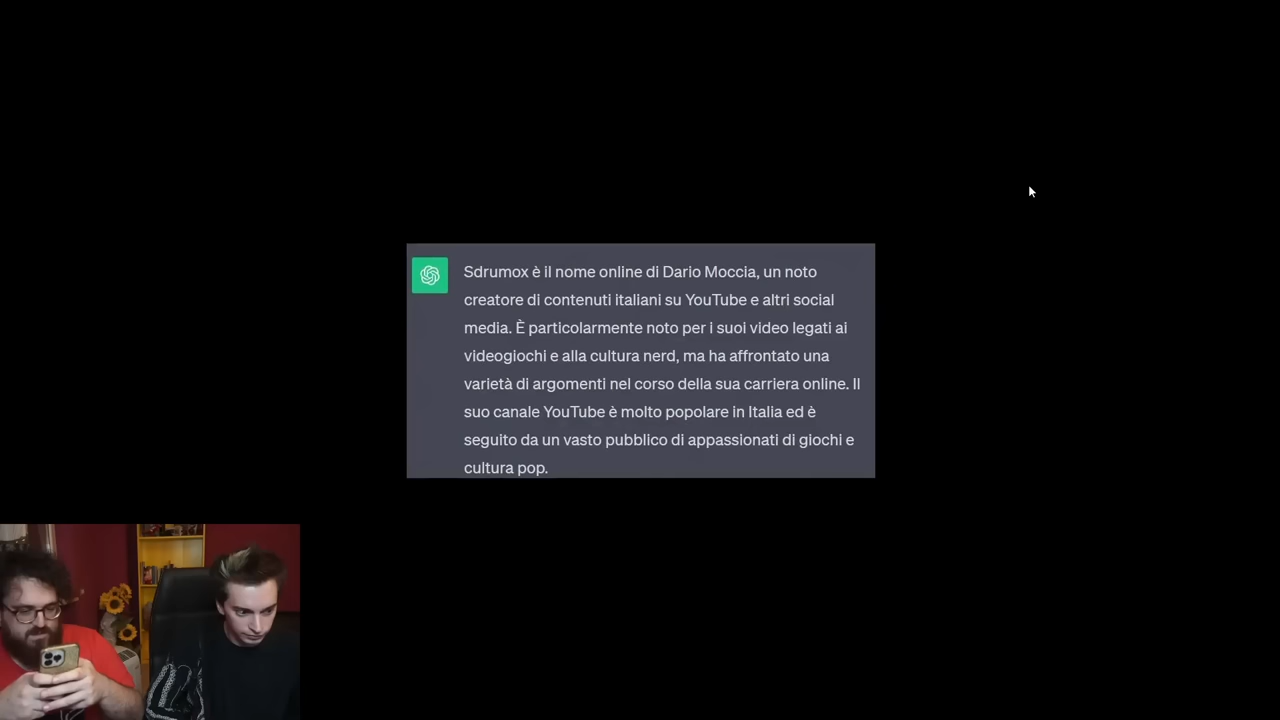 Sdrumox è il nome online di Dario Moccia, un noto
creatore di contenuti italiani su YouTube e altri social
media. È particolarmente noto per i suoi video legati ai
videogiochi e alla cultura nerd, ma ha affrontato una
varietà di argomenti nel corso della sua carriera online. Il
suo canale YouTube è molto popolare in Italia ed è
seguito da un vasto pubblico di appassionati di giochi e
cultura pop.